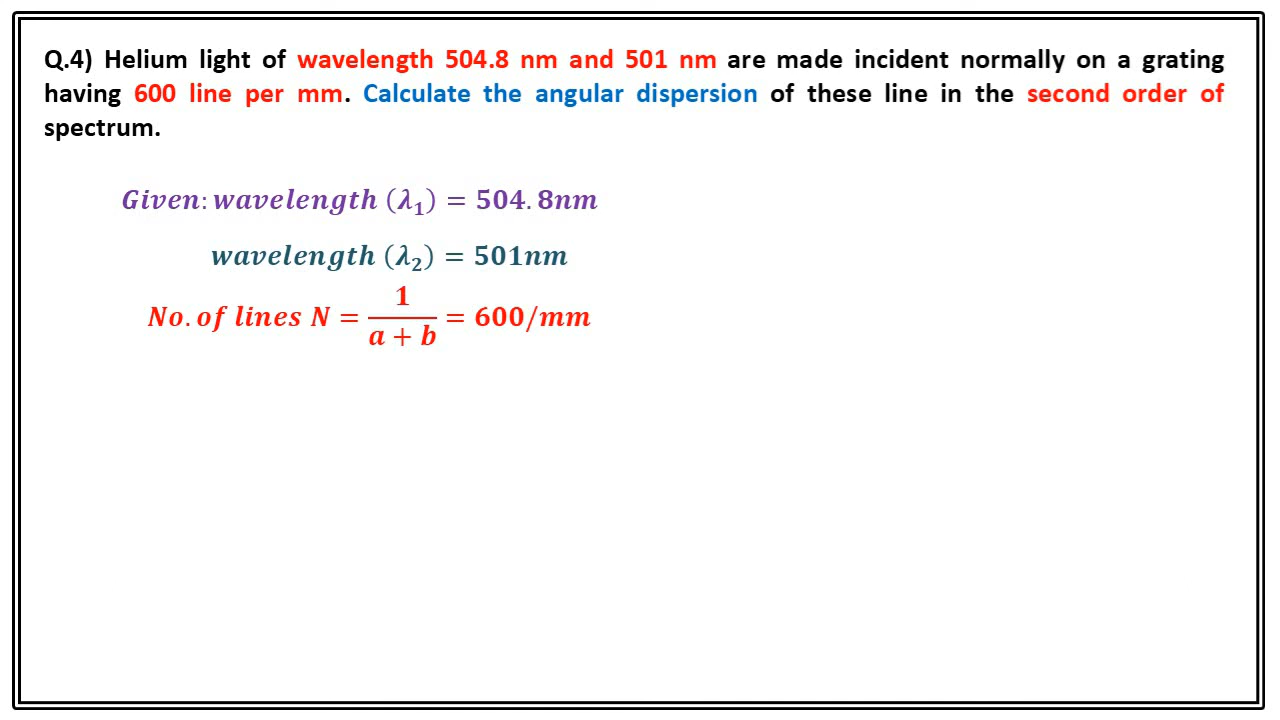 Q.4) Helium light of wavelength 504.8 nm and 501 nm are made incident normally on a grating
having 600 line per mm. Calculate the angular dispersion of these line in the second order of
spectrum.
Given: wavelength (λ₁) = 504.8nm
wavelength (λ₂) = 501nm
No. of lines N = 1/(a + b) = 600/mm